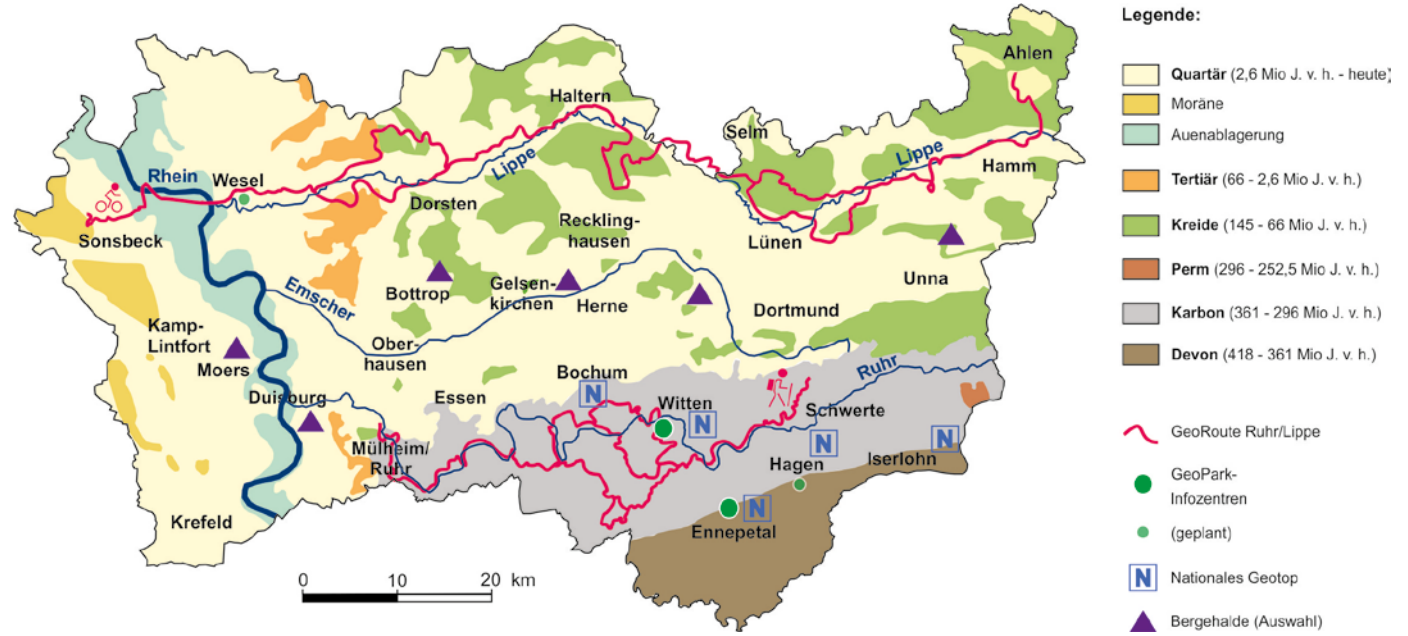 Ahlen
Haltern
Selm
Lippe
Hamm
Lippe
Rhein
Wesel
Dorsten
Reckling-
hausen
Sonsbeck
Lünen
Unna
Emscher
Bottrop
Gelsen-
kirchen
Herne
Dortmund
Kamp-
Lintfort
Ober-
hausen
Moers
Bochum
Ruhr
Duisburg
Essen
Witten
N
N
Schwerte
N
N
Mülheim/
Ruhr
Hagen
Iserlohn
Krefeld
N
Ennepetal
0 10 20 km
Legende:
Quartär (2,6 Mio J. v. h. - heute)
Moräne
Auenablagerung
Tertiär (66 - 2,6 Mio J. v. h.)
Kreide (145 - 66 Mio J. v. h.)
Perm (296 - 252,5 Mio J. v. h.)
Karbon (361 - 296 Mio J. v. h.)
Devon (418 - 361 Mio J. v. h.)
GeoRoute Ruhr/Lippe
GeoPark-
Infozentren
(geplant)
N Nationales Geotop
Bergehalde (Auswahl)